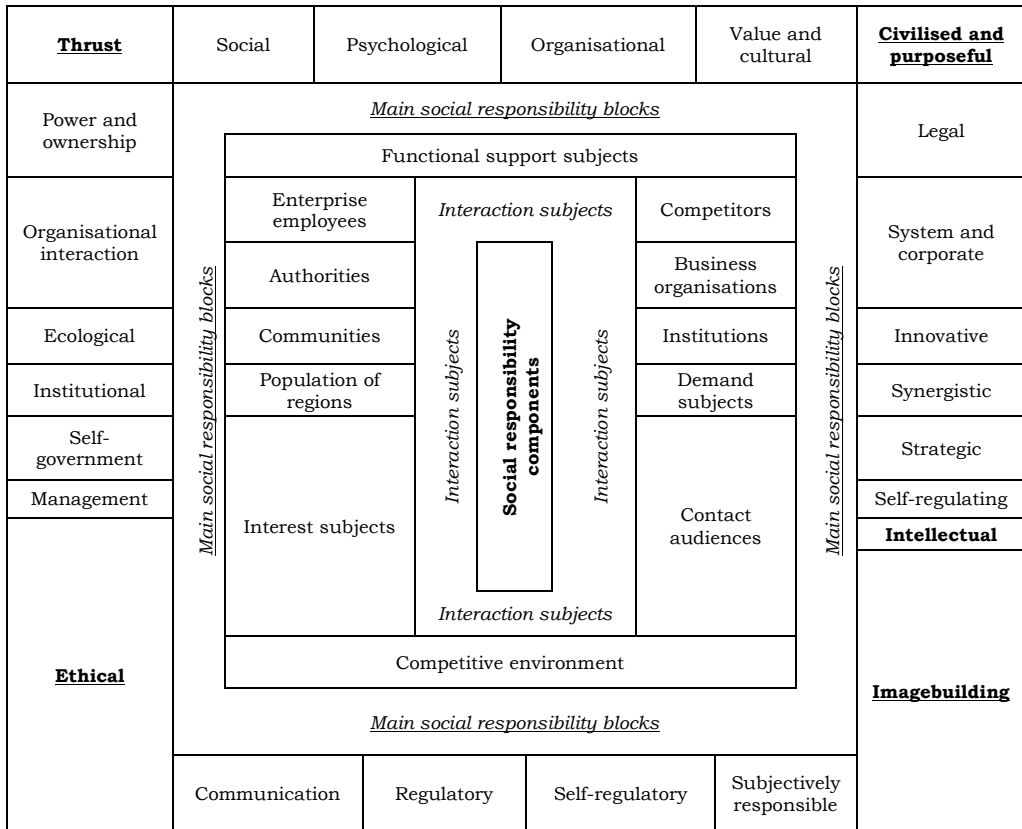 Thrust
Social
Psychological
Organisational
Value and
cultural
Civilised and
purposeful
Power and
ownership
Main social responsibility blocks
Legal
Functional support subjects
Organisational
interaction
Enterprise
employees
Interaction subjects
Competitors
System and
corporate
Authorities
Business
organisations
Main social responsibility blocks
Interaction subjects
Social responsibility
components
Interaction subjects
Main social responsibility blocks
Ecological
Communities
Institutions
Innovative
Institutional
Population of
regions
Demand
subjects
Synergistic
Self-
government
Strategic
Management
Self-regulating
Interest subjects
Contact
audiences
Intellectual
Interaction subjects
Ethical
Competitive environment
Imagebuilding
Main social responsibility blocks
Communication
Regulatory
Self-regulatory
Subjectively
responsible